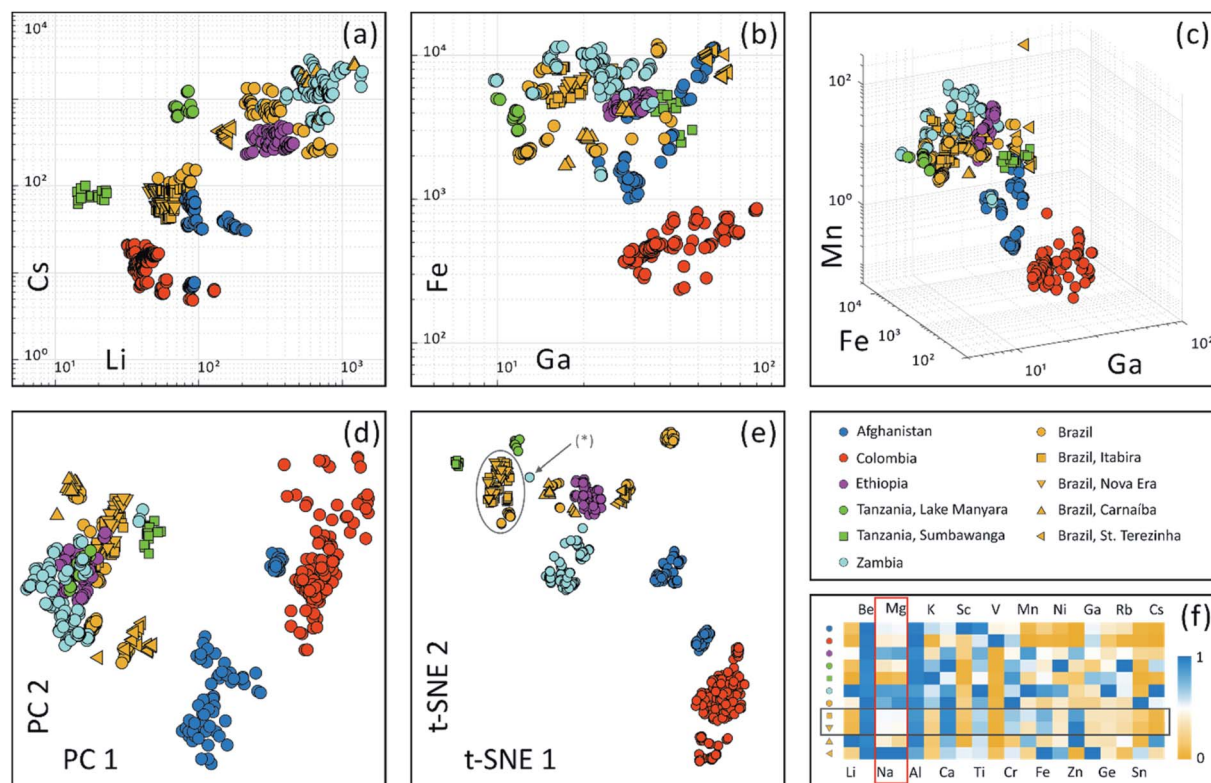 (a)
10⁴
10²
10⁰
Cs
10¹
10²
10³
Li
(b)
10⁴
10³
10²
Fe
10¹
10²
Ga
(c)
10²
10⁰
Mn
10⁴
10³
10²
Fe
10¹
10²
Ga
(d)
PC 2
PC 1
(e)
(*)
t-SNE 2
t-SNE 1
Afghanistan
Colombia
Ethiopia
Tanzania, Lake Manyara
Tanzania, Sumbawanga
Zambia
Brazil
Brazil, Itabira
Brazil, Nova Era
Brazil, Carnaíba
Brazil, St. Terezinha
(f)
Be Mg K Sc V Mn Ni Ga Rb Cs
1
0
Li Na Al Ca Ti Cr Fe Zn Ge Sn